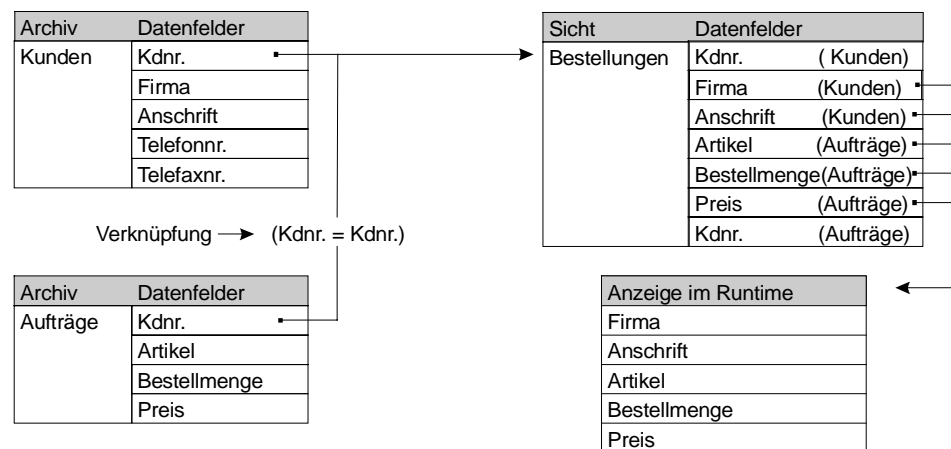 Archiv Datenfelder
Kunden Kdnr.
Firma
Anschrift
Telefonnr.
Telefaxnr.
Verknüpfung (Kdnr. = Kdnr.)
Archiv Datenfelder
Aufträge Kdnr.
Artikel
Bestellmenge
Preis
Sicht Datenfelder
Bestellungen Kdnr. ( Kunden)
Firma (Kunden)
Anschrift (Kunden)
Artikel (Aufträge)
Bestellmenge(Aufträge)
Preis (Aufträge)
Kdnr. (Aufträge)
Anzeige im Runtime
Firma
Anschrift
Artikel
Bestellmenge
Preis